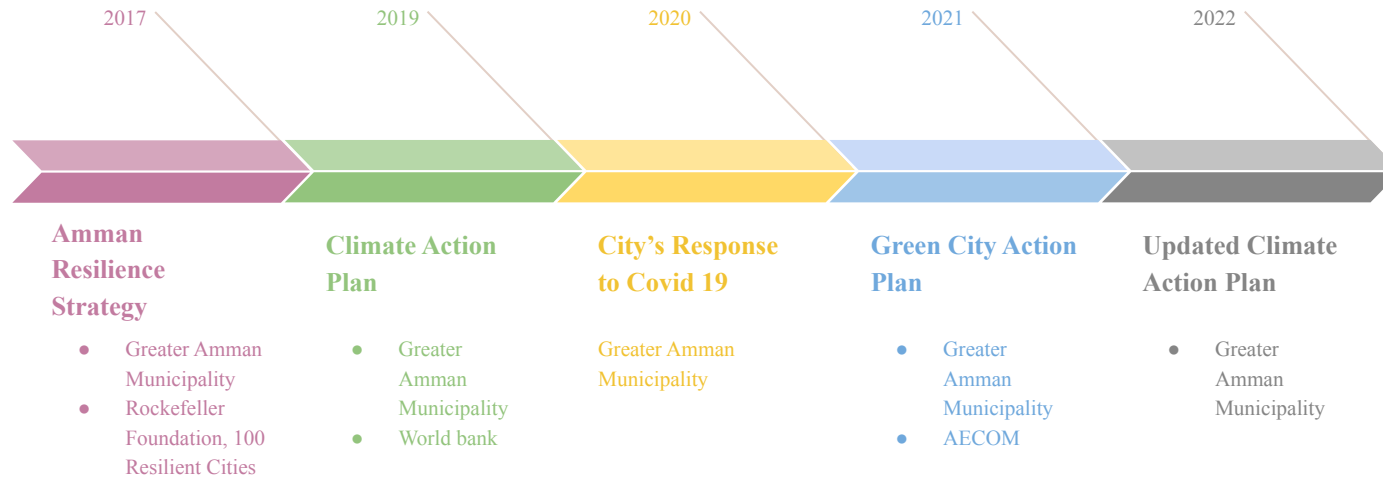 2017
2019
2020
2021
2022
Amman
Resilience
Strategy
● Greater Amman
Municipality
● Rockefeller
Foundation, 100
Resilient Cities
Climate Action
Plan
● Greater
Amman
Municipality
● World bank
City’s Response
to Covid 19
Greater Amman
Municipality
Green City Action
Plan
● Greater
Amman
Municipality
● AECOM
Updated Climate
Action Plan
● Greater
Amman
Municipality